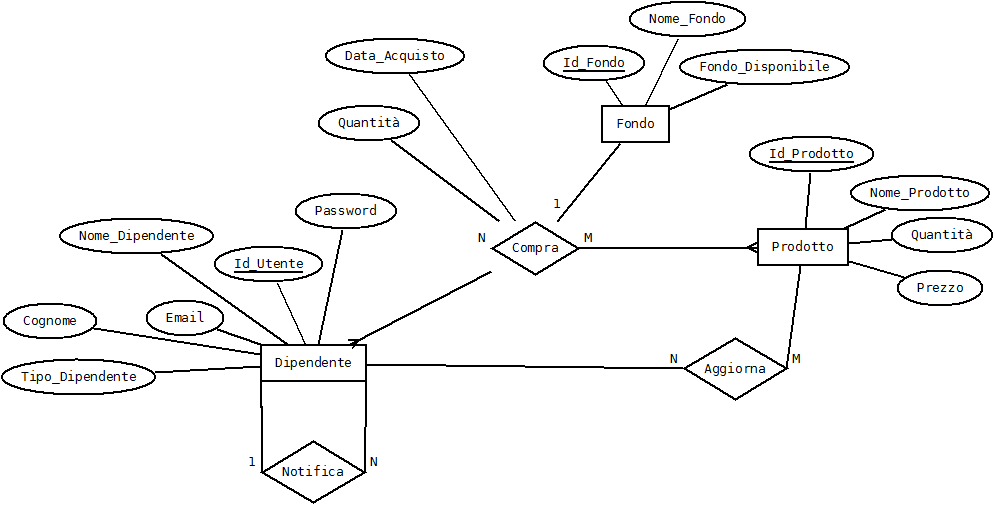 Nome_Fondo
Data_Acquisto
Id_Fondo
Fondo_Disponibile
Quantità
Fondo
Id_Prodotto
Nome_Prodotto
1
Password
Nome_Dipendente
N
M
Quantità
Compra
Prodotto
Id_Utente
Prezzo
Email
Cognome
Dipendente
N
M
Aggiorna
Tipo_Dipendente
1
N
Notifica